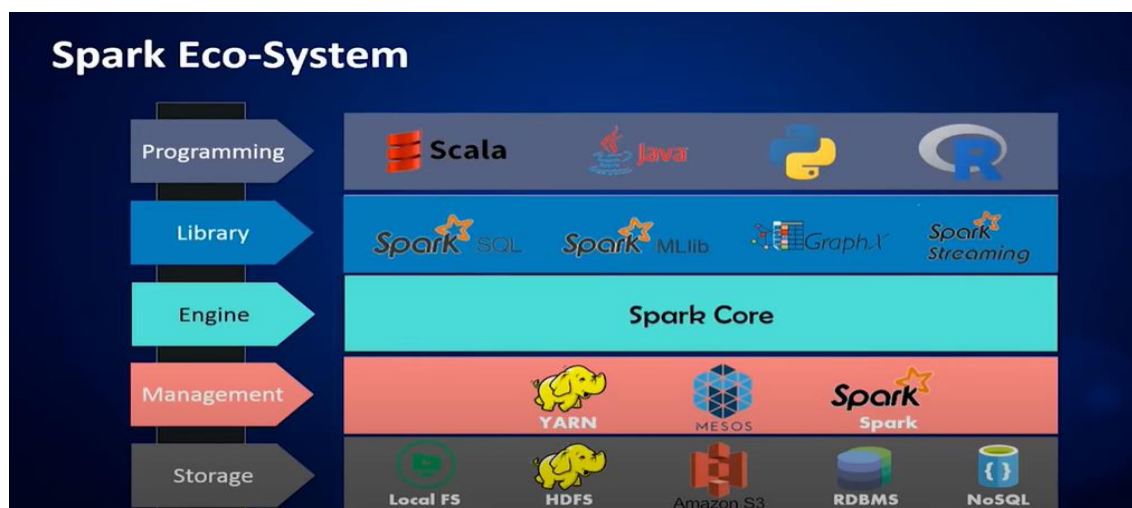 Spark Eco-System
Programming
Scala
Java
R
Library
Spark SQL
Spark MLlib
GraphX
Spark Streaming
Engine
Spark Core
Management
YARN
MESOS
Spark
Spark
Storage
Local FS
HDFS
Amazon S3
RDBMS
{ }
NoSQL